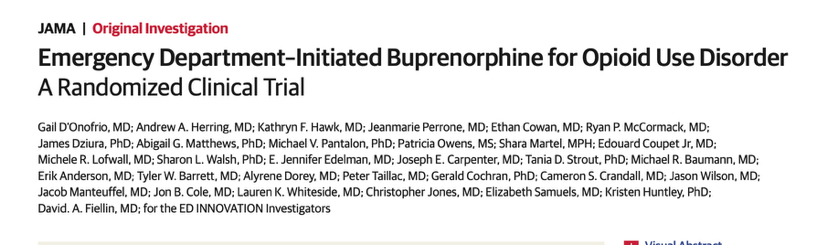 JAMA | Original Investigation
Emergency Department–Initiated Buprenorphine for Opioid Use Disorder
A Randomized Clinical Trial
Gail D'Onofrio, MD; Andrew A. Herring, MD; Kathryn F. Hawk, MD; Jeanmarie Perrone, MD; Ethan Cowan, MD; Ryan P. McCormack, MD;
James Dziura, PhD; Abigail G. Matthews, PhD; Michael V. Pantalon, PhD; Patricia Owens, MS; Shara Martel, MPH; Edouard Coupet Jr, MD;
Michele R. Lofwall, MD; Sharon L. Walsh, PhD; E. Jennifer Edelman, MD; Joseph E. Carpenter, MD; Tania D. Strout, PhD; Michael R. Baumann, MD;
Erik Anderson, MD; Tyler W. Barrett, MD; Alyrene Dorey, MD; Peter Taillac, MD; Gerald Cochran, PhD; Cameron S. Crandall, MD; Jason Wilson, MD;
Jacob Manteuffel, MD; Jon B. Cole, MD; Lauren K. Whiteside, MD; Christopher Jones, MD; Elizabeth Samuels, MD; Kristen Huntley, PhD;
David. A. Fiellin, MD; for the ED INNOVATION Investigators
Visual Abstract